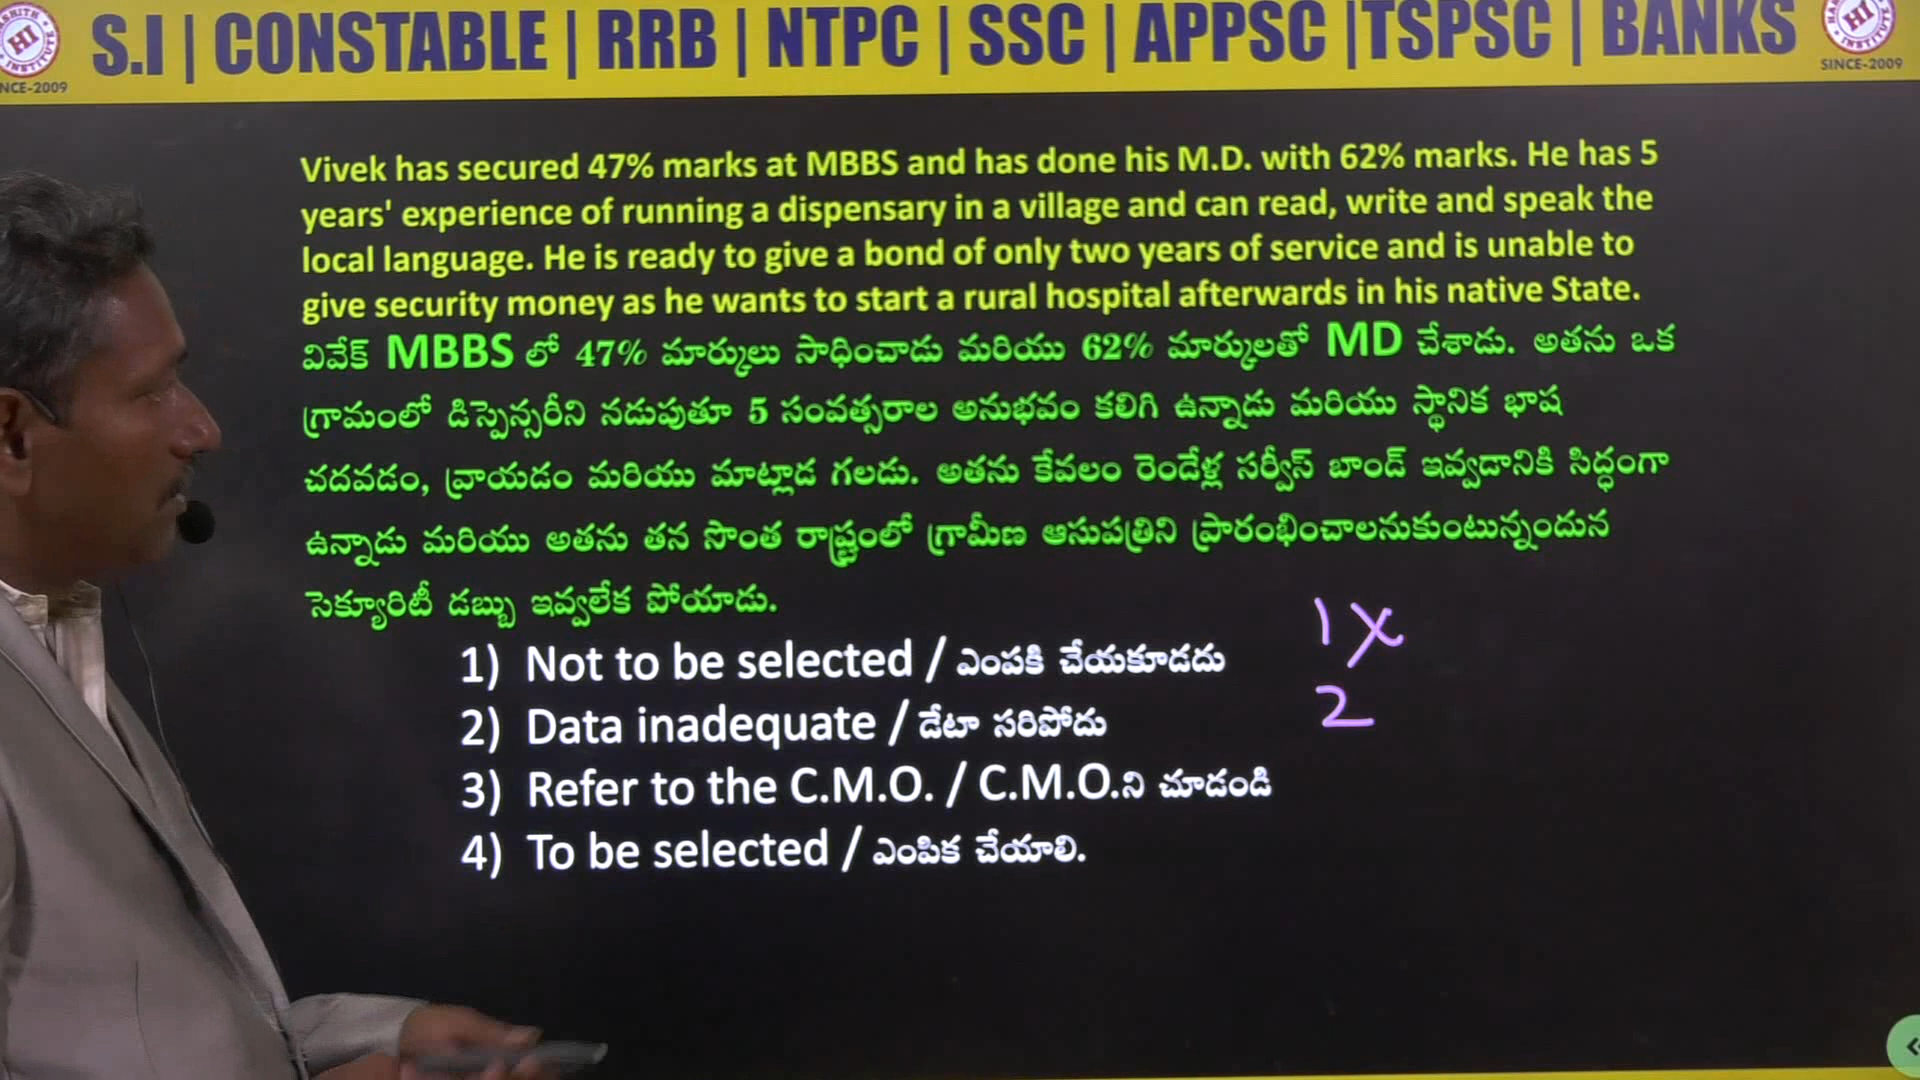 S.I | CONSTABLE | RRB | NTPC | SSC | APPSC | TSPSC | BANKS
HI
INSTITUTE
NCE-2009
SINCE-2009
Vivek has secured 47% marks at MBBS and has done his M.D. with 62% marks. He has 5
years' experience of running a dispensary in a village and can read, write and speak the
local language. He is ready to give a bond of only two years of service and is unable to
give security money as he wants to start a rural hospital afterwards in his native State.
వివేక్ MBBS లో 47% మార్కులు సాధించాడు మరియు 62% మార్కులతో MD చేశాడు. అతను ఒక
గ్రామంలో డిస్పెన్సరీని నడుపుతూ 5 సంవత్సరాల అనుభవం కలిగి ఉన్నాడు మరియు స్థానిక భాష
చదవడం, వ్రాయడం మరియు మాట్లాడ గలడు. అతను కేవలం రెండేళ్ల సర్వీస్ బాండ్ ఇవ్వడానికి సిద్ధంగా
ఉన్నాడు మరియు అతను తన సొంత రాష్ట్రంలో గ్రామీణ ఆసుపత్రిని ప్రారంభించాలనుకుంటున్నందున
సెక్యూరిటీ డబ్బు ఇవ్వలేక పోయాడు.
1) Not to be selected / ఎంపకి చేయకూడదు
1 X
2) Data inadequate / డేటా సరిపోదు
2
3) Refer to the C.M.O. / C.M.O.ని చూడండి
4) To be selected / ఎంపిక చేయాలి.